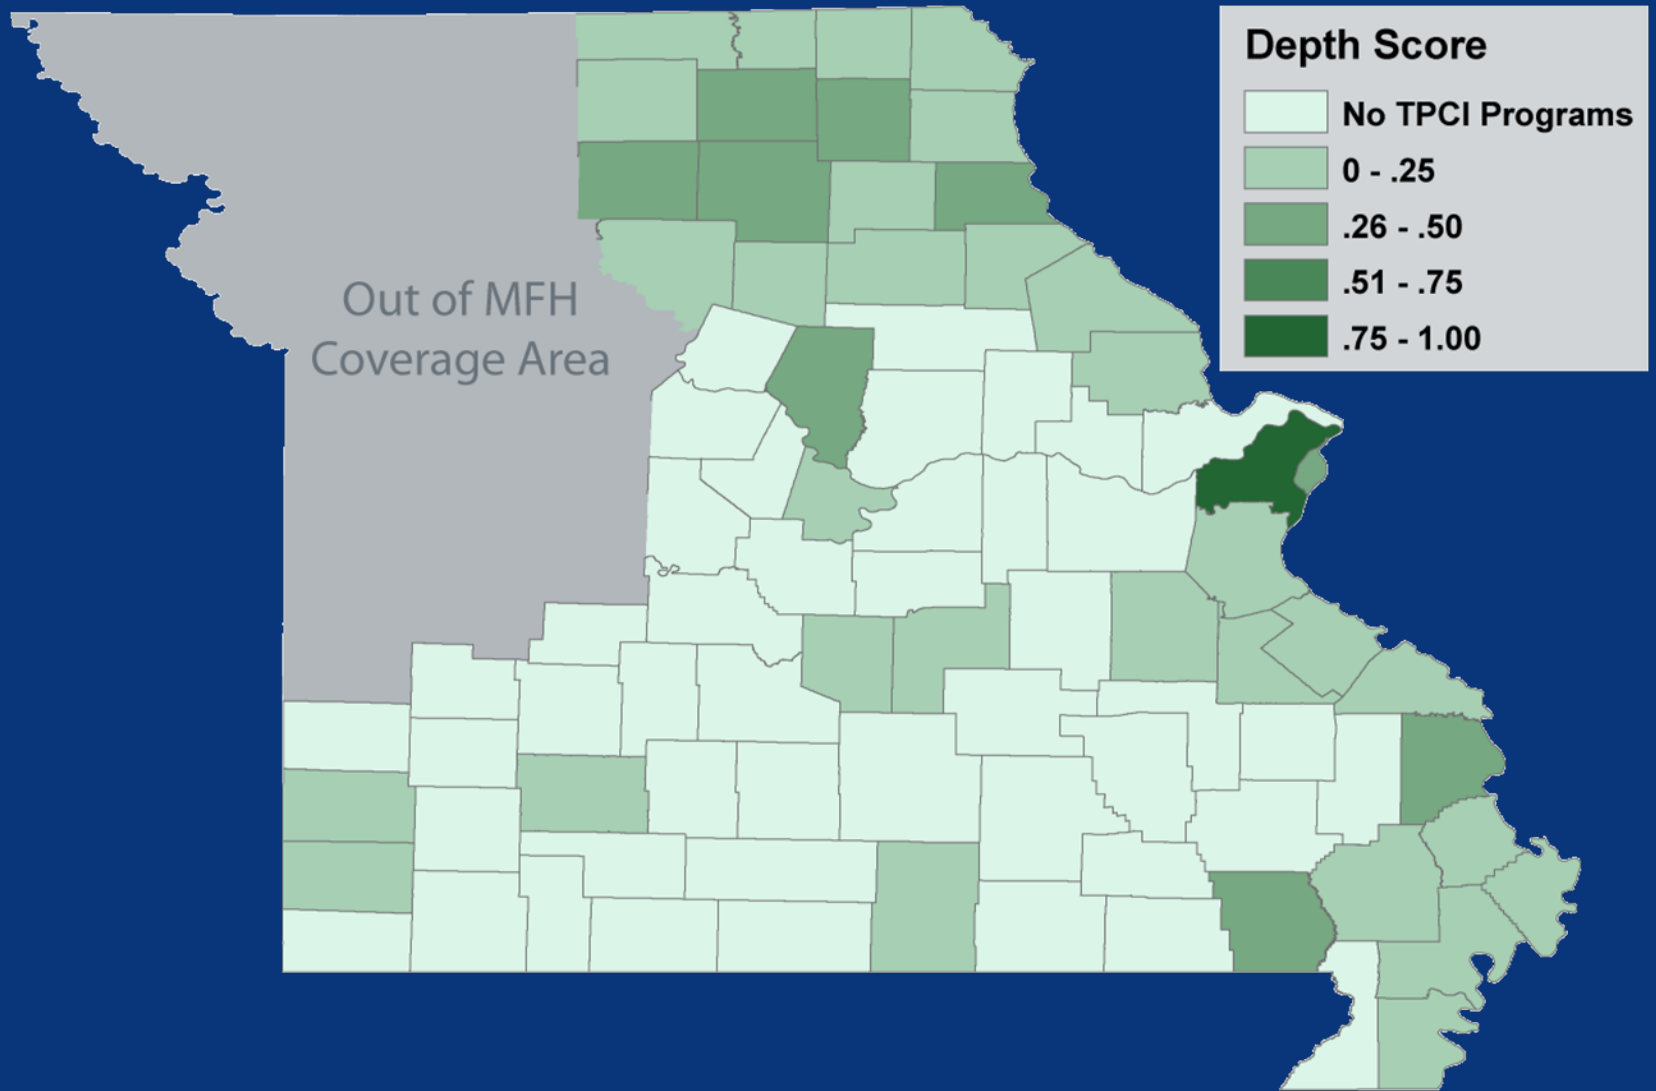 Depth Score
No TPCI Programs
0 - .25
.26 - .50
.51 - .75
.75 - 1.00
Out of MFH
Coverage Area